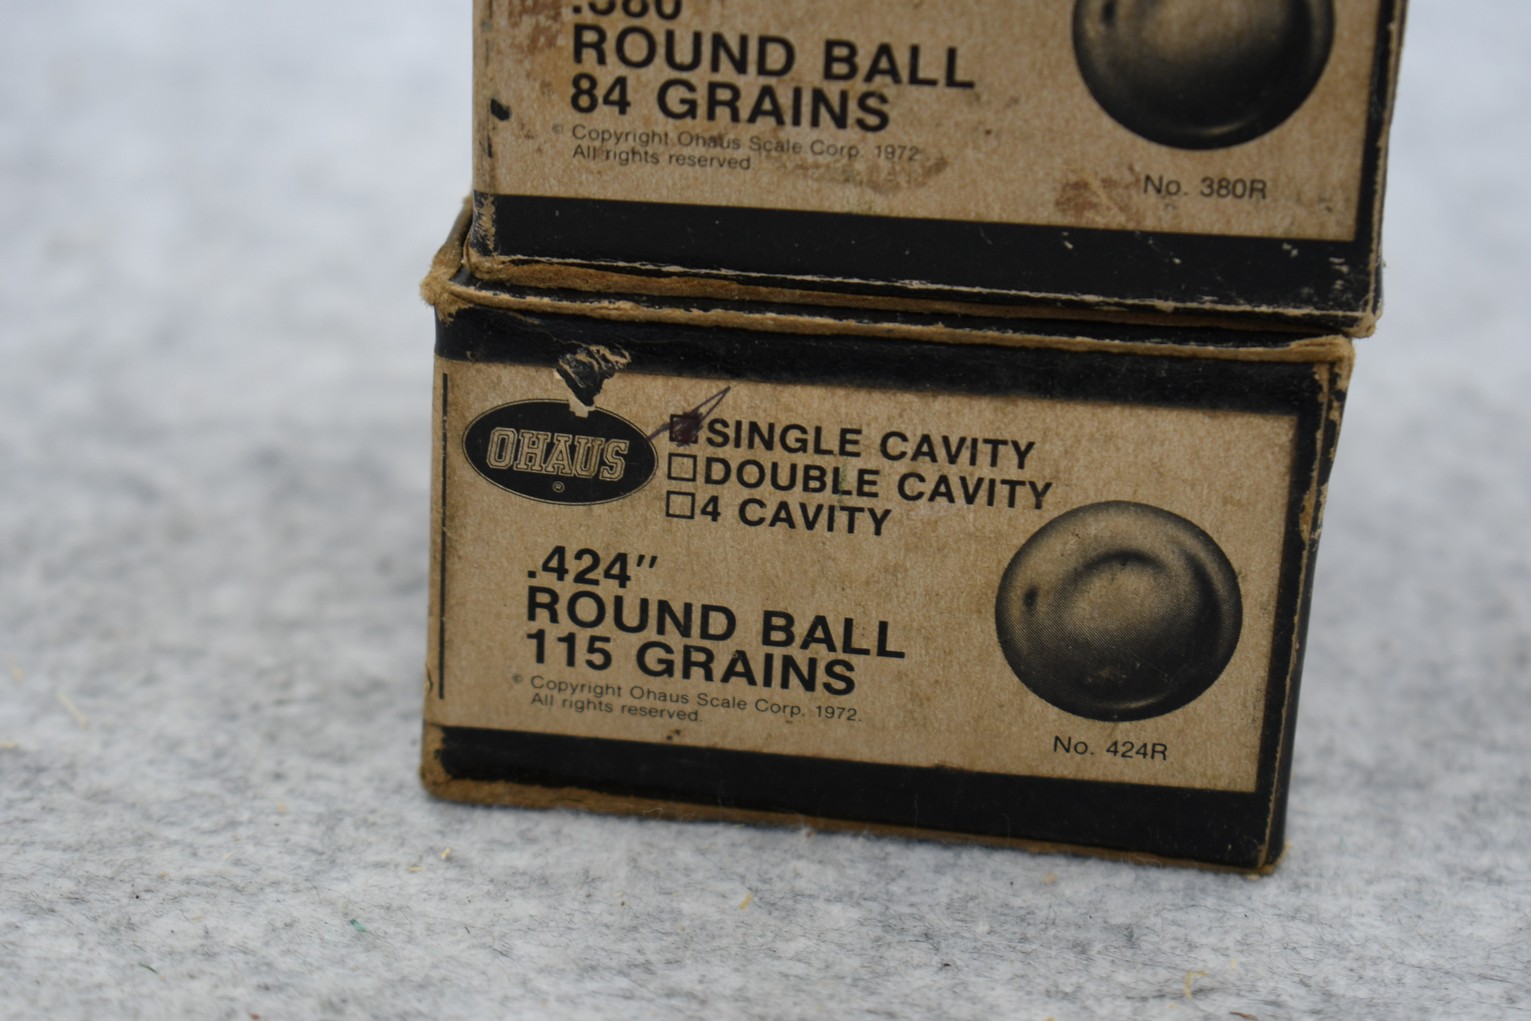 .380
ROUND BALL
84 GRAINS
© Copyright Ohaus Scale Corp. 1972
All rights reserved
No. 380R
OHAUS
®
SINGLE CAVITY
DOUBLE CAVITY
4 CAVITY
.424"
ROUND BALL
115 GRAINS
© Copyright Ohaus Scale Corp. 1972.
All rights reserved.
No. 424R